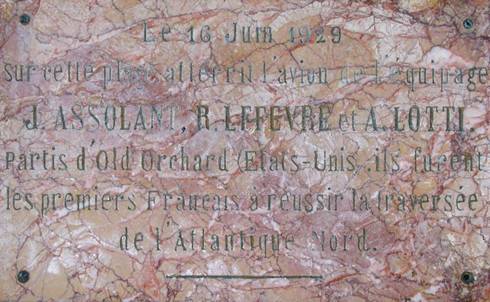 Le 16 Juin 1929
sur cette plage atterrit l'avion de l'équipage
J. ASSOLANT, R. LEFEVRE et A. LOTTI.
Partis d'Old Orchard (Etats-Unis) ils furent
les premiers Français à réussir la traversée
de l'Atlantique Nord.